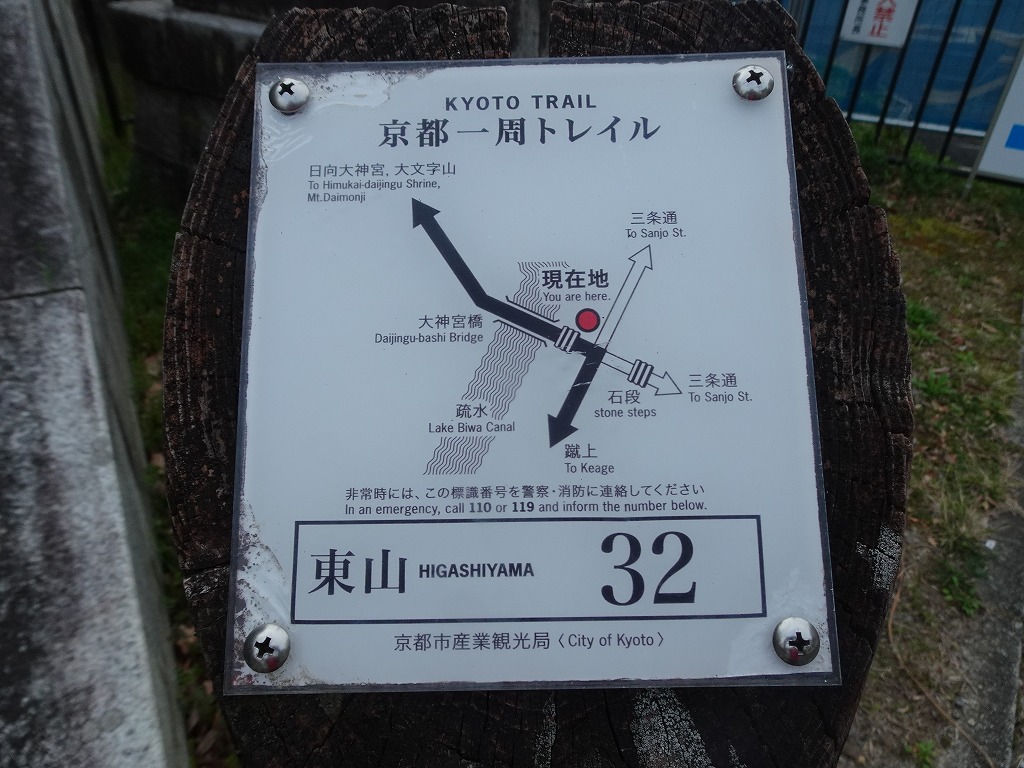 KYOTO TRAIL
京都一周トレイル
日向大神宮, 大文字山
To Himukai-daijingu Shrine,
Mt.Daimonji
三条通
To Sanjo St.
現在地
You are here.
大神宮橋
Daijingu-bashi Bridge
三条通
To Sanjo St.
石段
stone steps
疏水
Lake Biwa Canal
蹴上
To Keage
非常時には、この標識番号を警察・消防に連絡してください
In an emergency, call 110 or 119 and inform the number below.
東山 HIGASHIYAMA 32
京都市産業観光局〈City of Kyoto〉
禁止